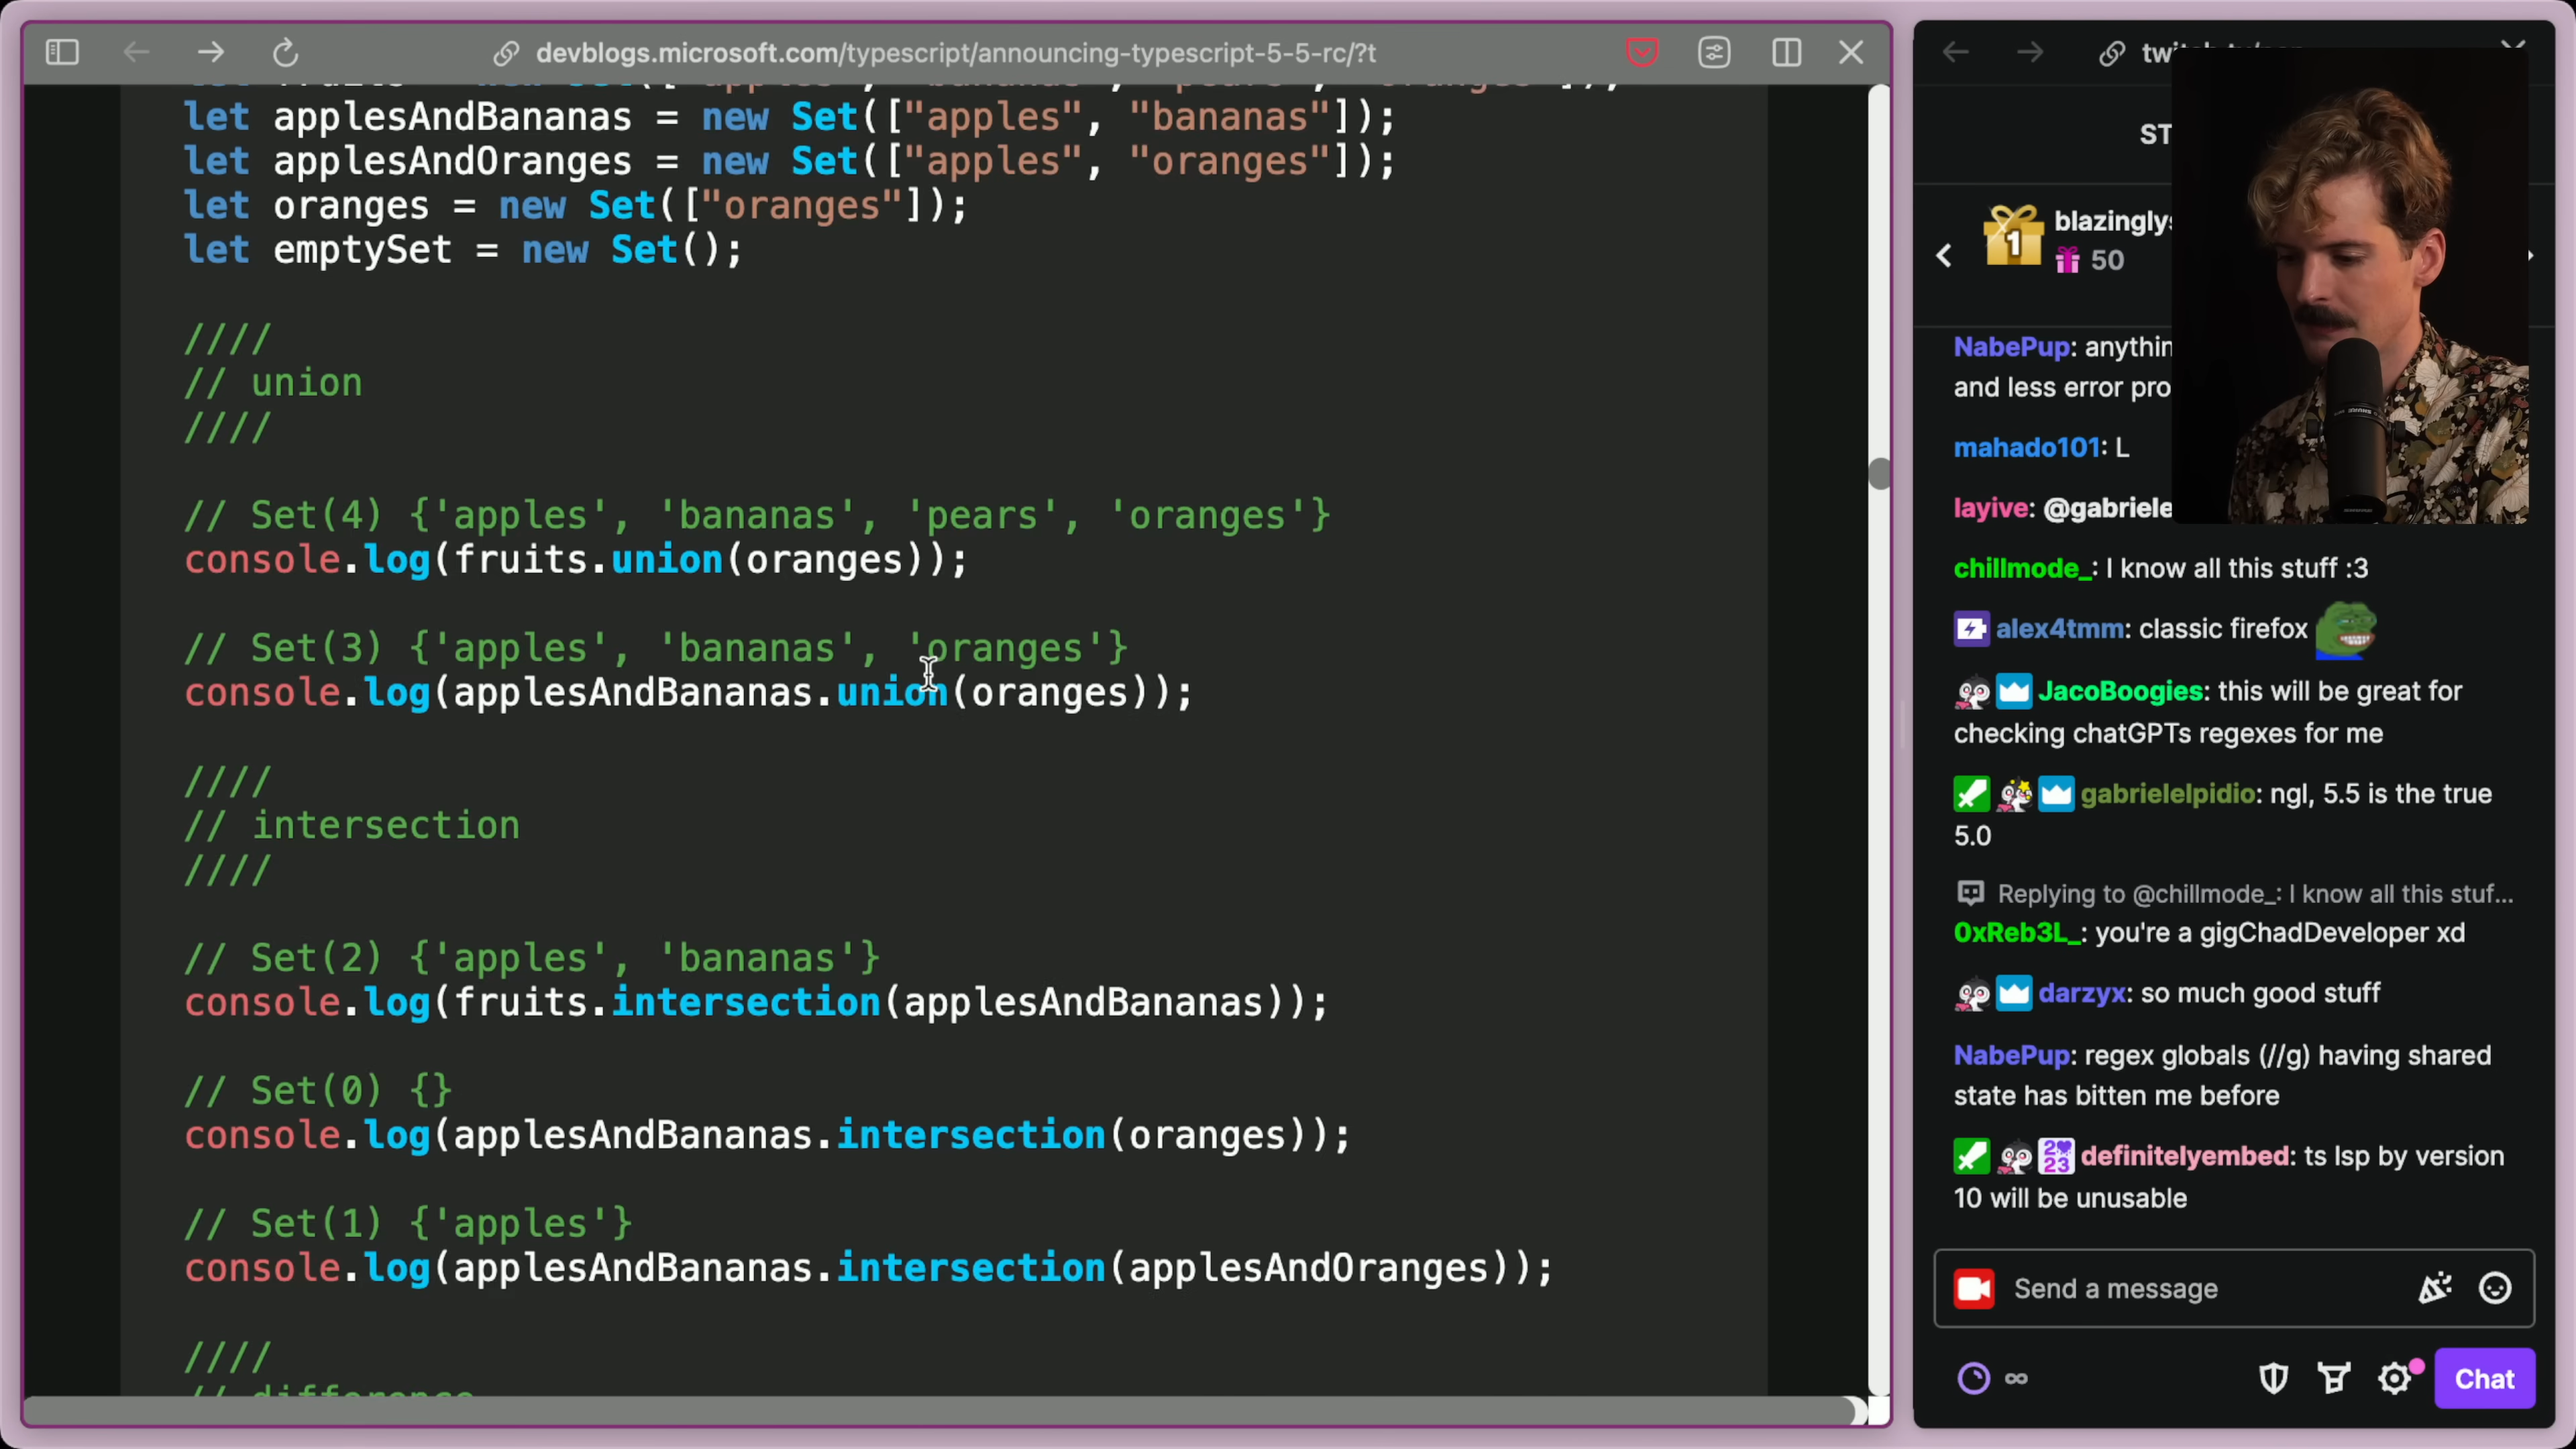 devblogs.microsoft.com/typescript/announcing-typescript-5-5-rc/?t
let applesAndBananas = new Set(["apples", "bananas"]);
let applesAndOranges = new Set(["apples", "oranges"]);
let oranges = new Set(["oranges"]);
let emptySet = new Set();
////
// union
////
// Set(4) {'apples', 'bananas', 'pears', 'oranges'}
console.log(fruits.union(oranges));
// Set(3) {'apples', 'bananas', 'oranges'}
console.log(applesAndBananas.union(oranges));
////
// intersection
////
// Set(2) {'apples', 'bananas'}
console.log(fruits.intersection(applesAndBananas));
// Set(0) {}
console.log(applesAndBananas.intersection(oranges));
// Set(1) {'apples'}
console.log(applesAndBananas.intersection(applesAndOranges));
////
// difference
ST
1
50
NabePup:
and less error
mahado101: L
layive:
chillmode_: I know all this stuff :3
alex4tmm: classic firefox
JacoBoogies: this will be great for
checking chatGPTs regexes for me
gabrielelpidio: ngl, 5.5 is the true
5.0
Replying to @chillmode_: I know all this stuf...
0xReb3L_: you're a gigChadDeveloper xd
darzyx: so much good stuff
NabePup: regex globals (//g) having shared
state has bitten me before
2023
definitelyembed: ts lsp by version
10 will be unusable
Send a message
∞
Chat